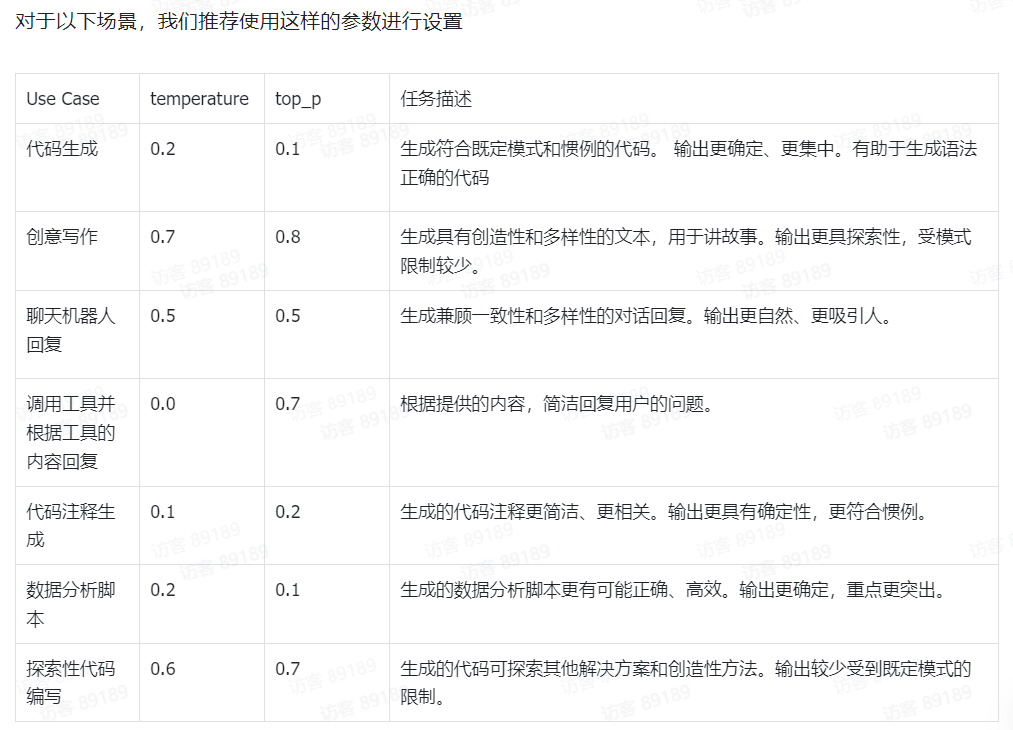 对于以下场景，我们推荐使用这样的参数进行设置
Use Case temperature top_p 任务描述
代码生成 0.2 0.1 生成符合既定模式和惯例的代码。 输出更确定、更集中。有助于生成语法
正确的代码
创意写作 0.7 0.8 生成具有创造性和多样性的文本，用于讲故事。输出更具探索性，受模式
限制较少。
聊天机器人 0.5 0.5 生成兼顾一致性和多样性的对话回复。输出更自然、更吸引人。
回复
调用工具并 0.0 0.7 根据提供的内容，简洁回复用户的问题。
根据工具的
内容回复
代码注释生 0.1 0.2 生成的代码注释更简洁、更相关。输出更具有确定性，更符合惯例。
成
数据分析脚 0.2 0.1 生成的数据分析脚本更有可能正确、高效。输出更确定，重点更突出。
本
探索性代码 0.6 0.7 生成的代码可探索其他解决方案和创造性方法。输出较少受到既定模式的
编写 限制。
访客 89189